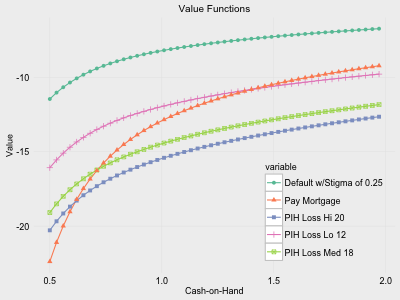 Value Functions
-10
-15
-20
Value
0.5
1.0
1.5
2.0
Cash-on-Hand
variable
Default w/Stigma of 0.25
Pay Mortgage
PIH Loss Hi 20
PIH Loss Lo 12
PIH Loss Med 18